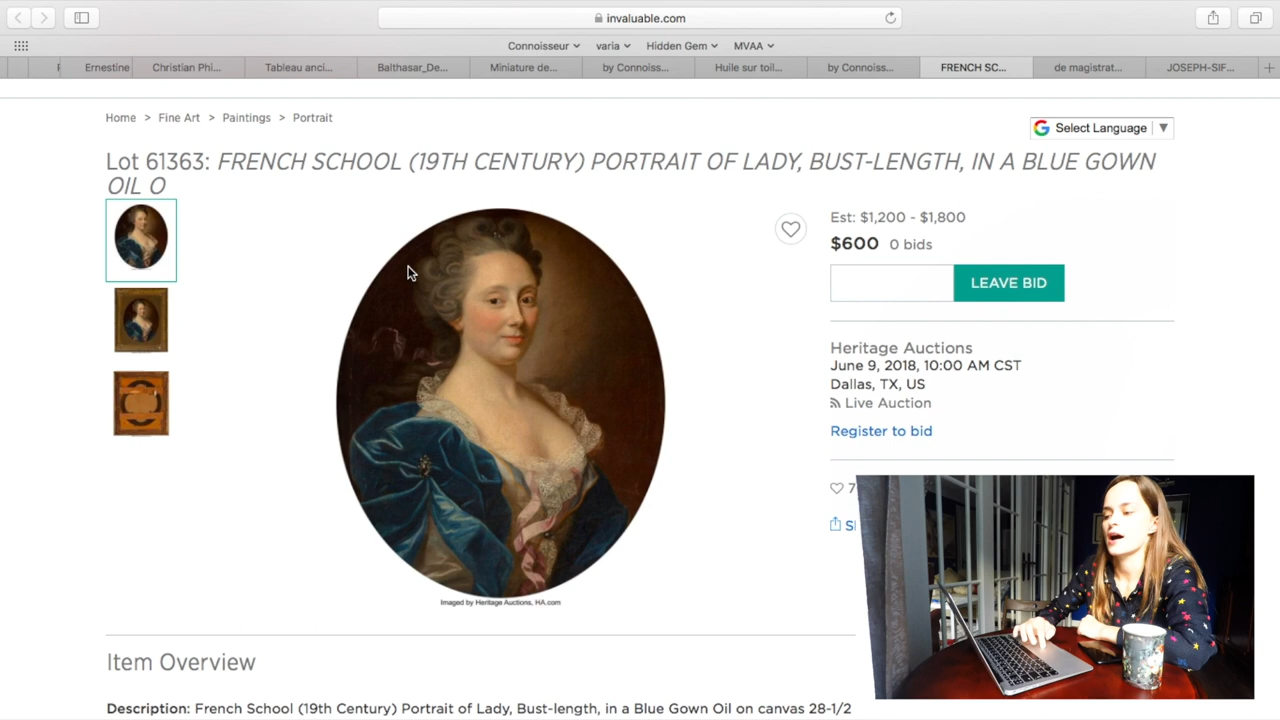 invaluable.com
Connoisseur varia Hidden Gem MVAA
Ernestine Christian Phi... Tableau anci... Balthasar_De... Miniature de... by Connoiss... Huile sur toil... by Connoiss... FRENCH SC... de magistrat... JOSEPH-SIF...
Home > Fine Art > Paintings > Portrait
Select Language
Lot 61363: FRENCH SCHOOL (19TH CENTURY) PORTRAIT OF LADY, BUST-LENGTH, IN A BLUE GOWN
OIL O
Est: $1,200 - $1,800
$600 0 bids
LEAVE BID
Heritage Auctions
June 9, 2018, 10:00 AM CST
Dallas, TX, US
Live Auction
Register to bid
7
S
Imaged by Heritage Auctions, HA.com
Item Overview
Description: French School (19th Century) Portrait of Lady, Bust-length, in a Blue Gown Oil on canvas 28-1/2